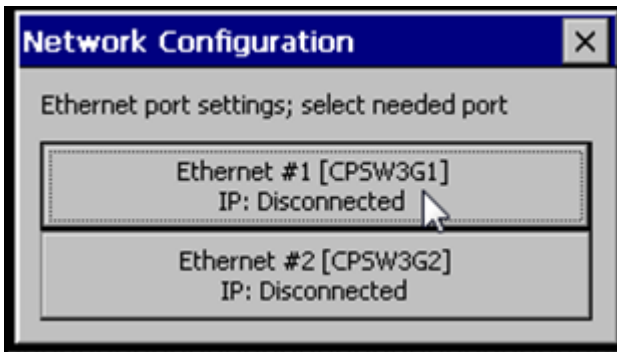 Network Configuration
Ethernet port settings; select needed port
Ethernet #1 [CPSW3G1]
IP: Disconnected
Ethernet #2 [CPSW3G2]
IP: Disconnected